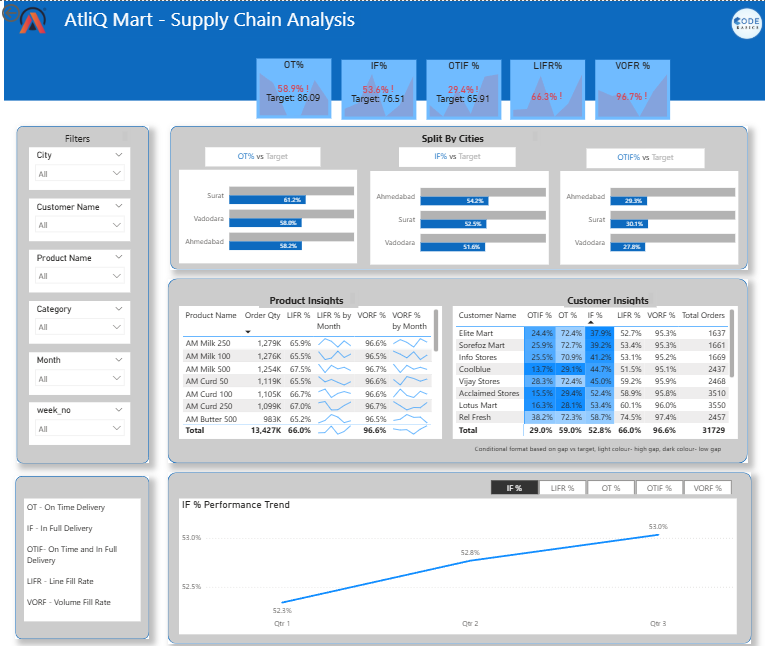 AtliQ Mart - Supply Chain Analysis
CODE
BASICS
OT%
58.9% !
Target: 86.09
IF%
53.6% !
Target: 76.51
OTIF %
29.4% !
Target: 65.91
LIFR%
66.3% !
VOFR %
96.7% !
Filters
City
All
Customer Name
All
Product Name
All
Category
All
Month
All
week_no
All
Split By Cities
OT% vs Target
Surat 61.2%
Vadodara 58.0%
Ahmedabad 58.2%
IF% vs Target
Ahmedabad 54.2%
Surat 52.5%
Vadodara 51.6%
OTIF% vs Target
Ahmedabad 29.3%
Surat 30.1%
Vadodara 27.8%
Product Insights
Product Name Order Qty LIFR % LIFR % by Month VORF % VORF % by Month
AM Milk 250 1,279K 65.9% 96.6%
AM Milk 100 1,276K 65.5% 96.5%
AM Milk 500 1,254K 67.5% 96.7%
AM Curd 50 1,119K 65.5% 96.6%
AM Curd 100 1,105K 66.7% 96.6%
AM Curd 250 1,099K 67.0% 96.7%
AM Butter 500 983K 65.2% 96.5%
Total 13,427K 66.0% 96.6%
Customer Insights
Customer Name OTIF % OT % IF % LIFR % VORF % Total Orders
Elite Mart 24.4% 72.4% 37.9% 52.7% 95.3% 1637
Sorefoz Mart 25.9% 72.7% 39.2% 53.4% 95.3% 1661
Info Stores 25.5% 70.9% 41.2% 53.1% 95.2% 1669
Coolblue 13.7% 29.1% 44.7% 51.5% 95.1% 2437
Vijay Stores 28.3% 72.4% 45.0% 59.2% 95.9% 2468
Acclaimed Stores 15.5% 29.4% 52.4% 58.9% 95.8% 3510
Lotus Mart 16.3% 28.1% 53.4% 60.1% 96.0% 3550
Rel Fresh 38.2% 72.3% 58.7% 74.5% 97.4% 2457
Total 29.0% 59.0% 52.8% 66.0% 96.6% 31729
Conditional format based on gap vs target, light colour- high gap, dark colour- low gap
OT - On Time Delivery
IF - In Full Delivery
OTIF- On Time and In Full
Delivery
LIFR - Line Fill Rate
VORF - Volume Fill Rate
IF % LIFR % OT % OTIF % VORF %
IF % Performance Trend
53.0%
52.5%
52.3%
52.8%
53.0%
Qtr 1 Qtr 2 Qtr 3